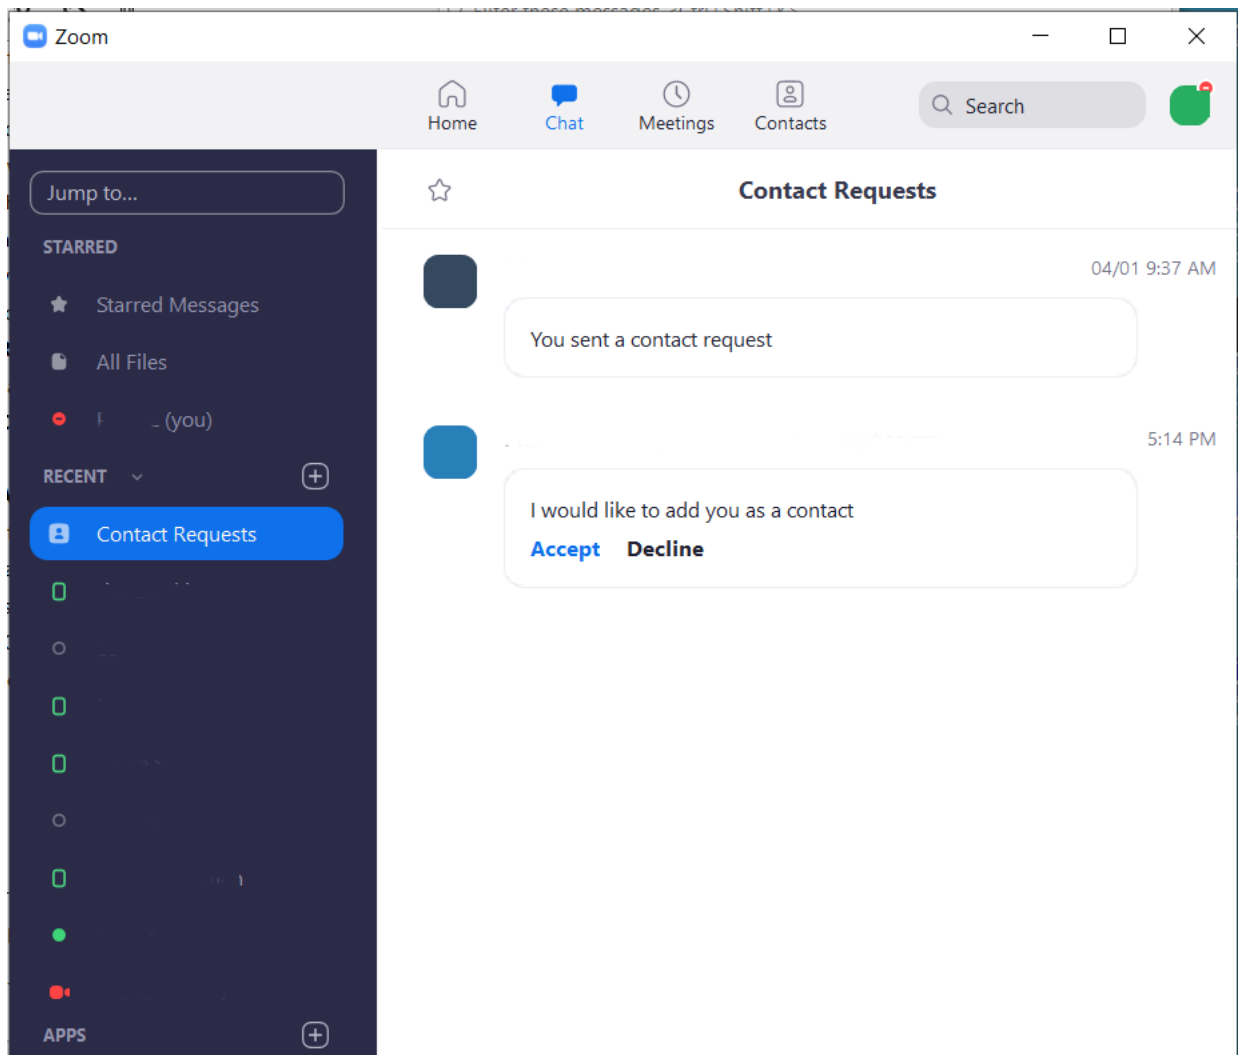 Zoom
Home
Chat
Meetings
Contacts
Search
Jump to...
Contact Requests
STARRED
04/01 9:37 AM
Starred Messages
You sent a contact request
All Files
(you)
5:14 PM
RECENT
I would like to add you as a contact
Contact Requests
Accept Decline
APPS